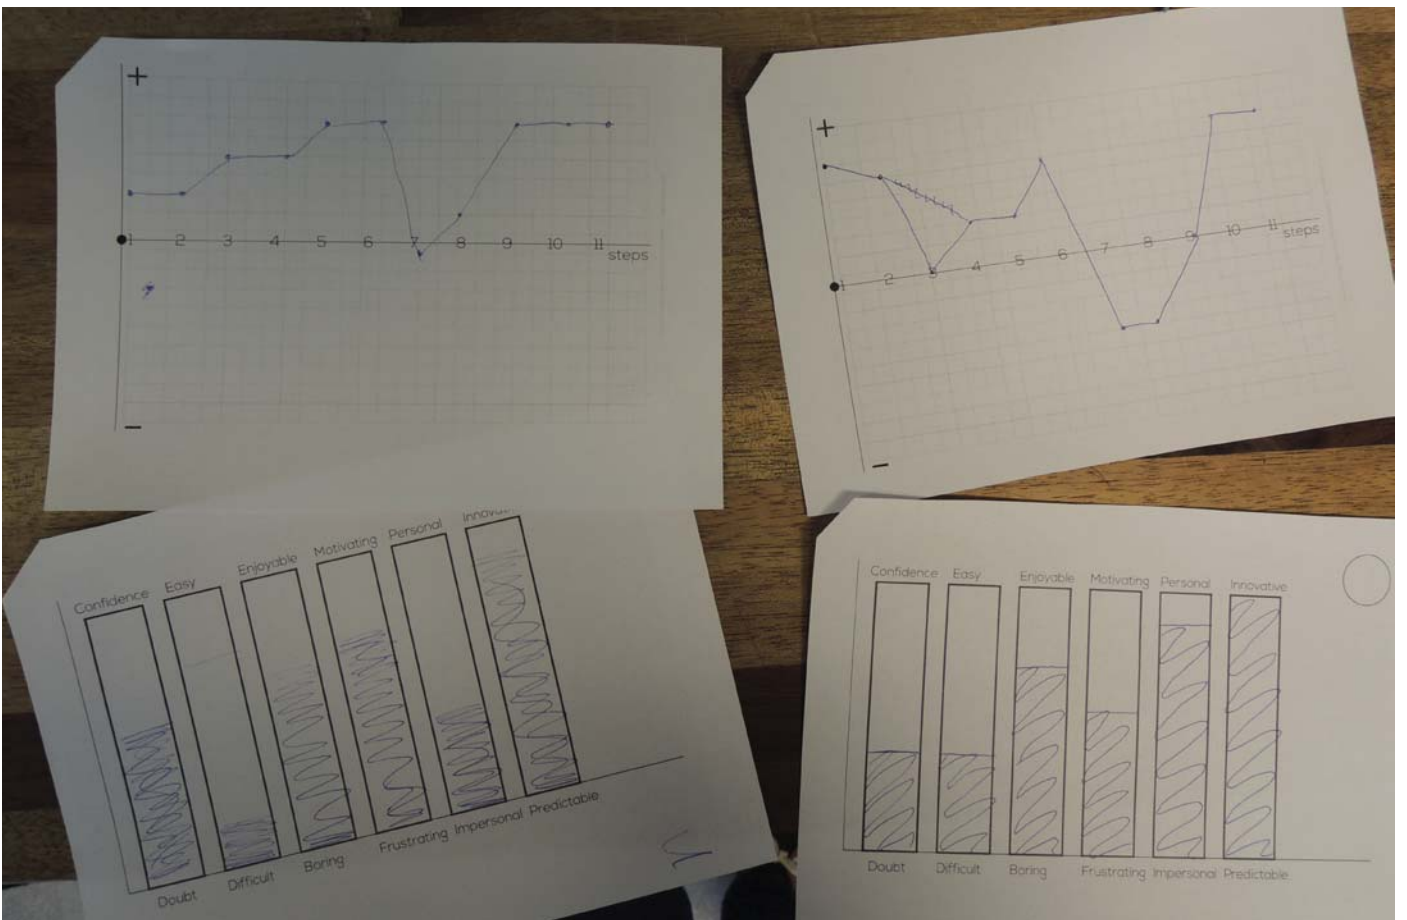 +
1 2 3 4 5 6 7 8 9 10 11
steps
−
+
1 2 3 4 5 6 7 8 9 10 11
steps
−
Confidence Easy Enjoyable Motivating Personal
Doubt Difficult Boring Frustrating Impersonal Predictable
Confidence Easy Enjoyable Motivating Personal Innovative
Doubt Difficult Boring Frustrating Impersonal Predictable